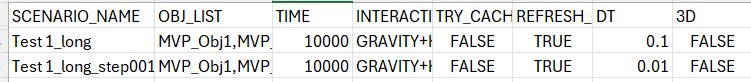 SCENARIO_NAME OBJ_LIST TIME INTERACTI TRY_CACH REFRESH_ DT 3D
Test 1_long MVP_Obj1,MVP_ 10000 GRAVITY+ FALSE TRUE 0.1 FALSE
Test 1_long_step001 MVP_Obj1,MVP_ 10000 GRAVITY+ FALSE TRUE 0.01 FALSE